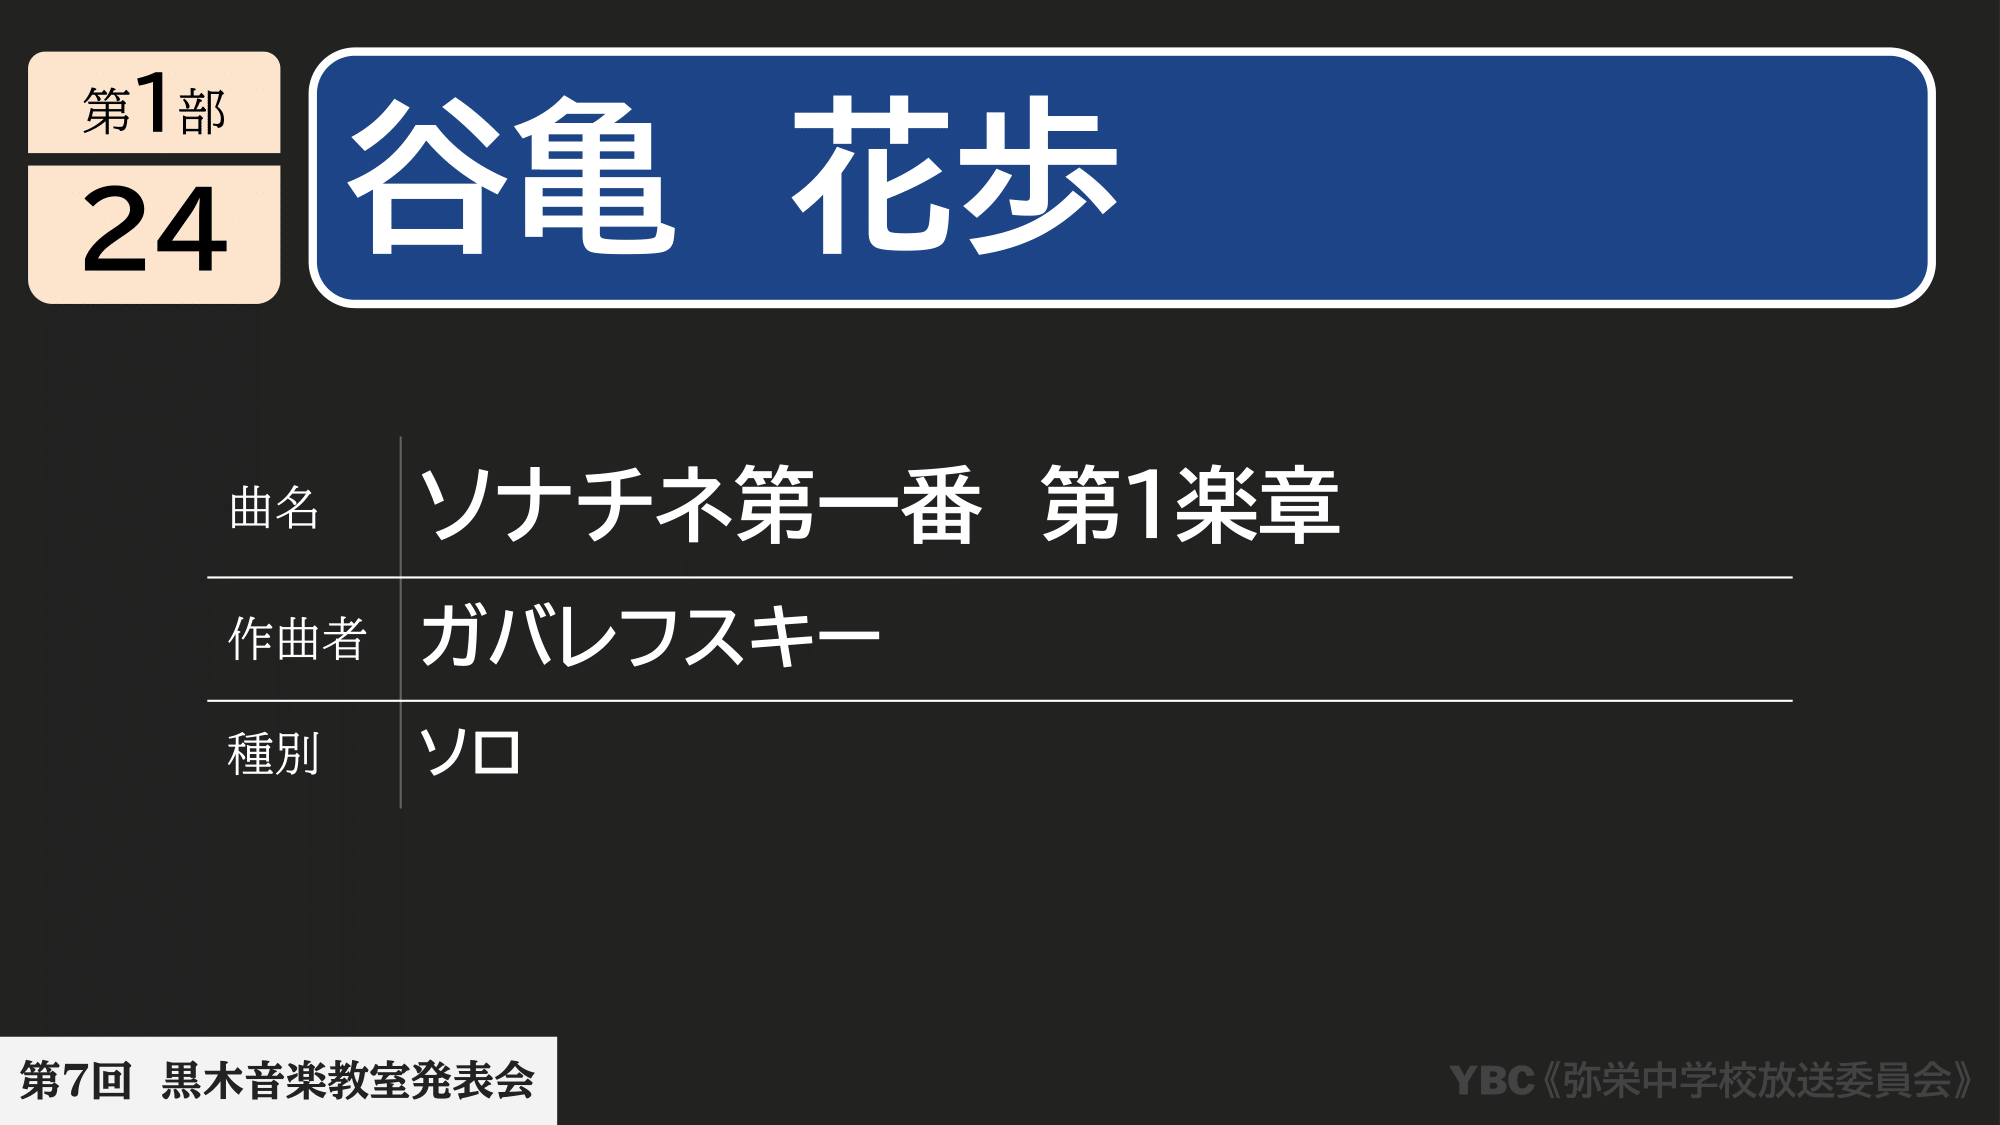 第1部
24
谷亀 花歩
曲名 ソナチネ第一番 第1楽章
作曲者 ガバレフスキー
種別 ソロ
第7回 黒木音楽教室発表会
YBC《弥栄中学校放送委員会》